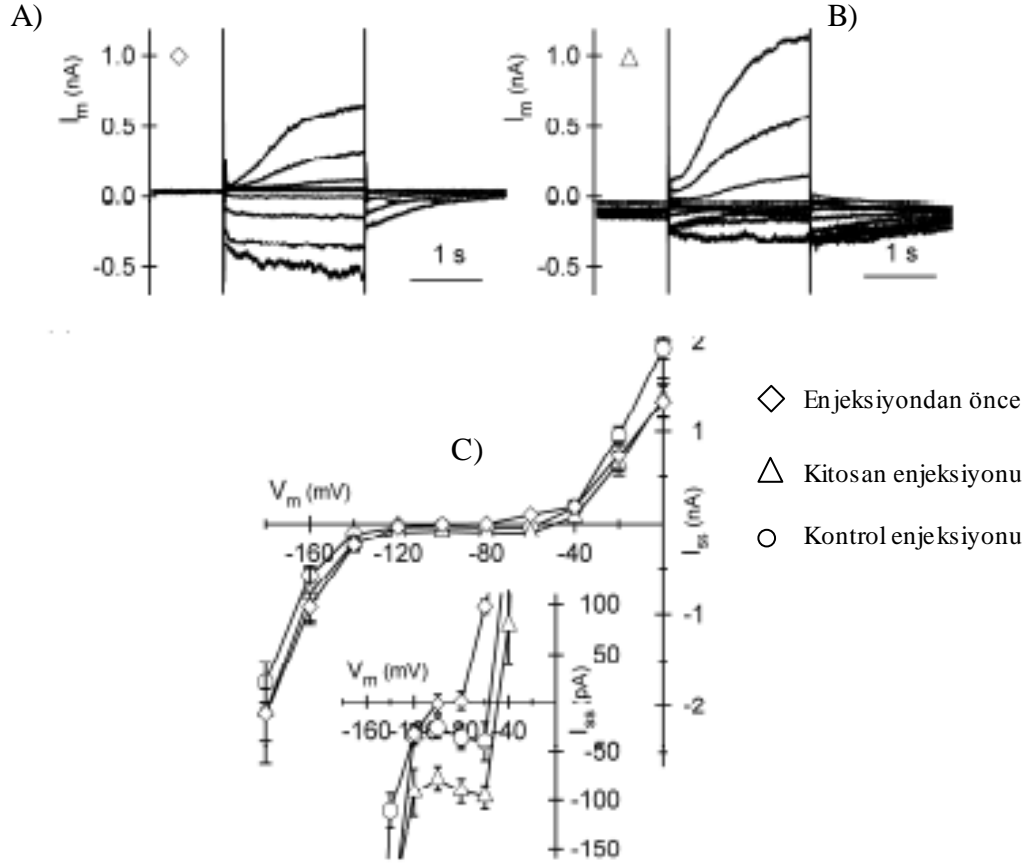 A)
B)
I_m (nA)
1.0
0.5
0.0
-0.5
1 s
I_m (nA)
1.0
0.5
0.0
-0.5
1 s
C)
V_m (mV)
-160
-120
-80
-40
2
1
-1
-2
I_ss (nA)
V_m (mV)
-160
-40
100
50
-50
-100
-150
I_ss (pA)
Enjeksiyondan önce
Kitosan enjeksiyonu
Kontrol enjeksiyonu